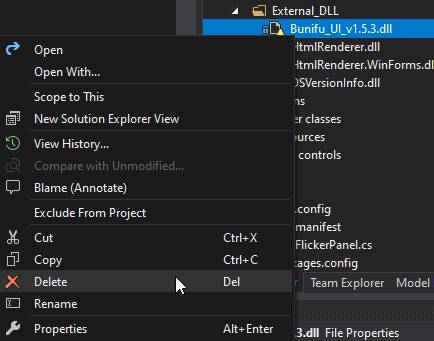 External_DLL
Bunifu_UI_v1.5.3.dll
HtmlRenderer.dll
HtmlRenderer.WinForms.dll
OSVersionInfo.dll
Open
Open With...
Scope to This
New Solution Explorer View
View History...
Compare with Unmodified...
Blame (Annotate)
Exclude From Project
Cut Ctrl+X
Copy Ctrl+C
Delete Del
Rename
Properties Alt+Enter
ms
er classes
ources
controls
.config
manifest
FlickerPanel.cs
kages.config
Team Explorer
Model
.3.dll File Properties